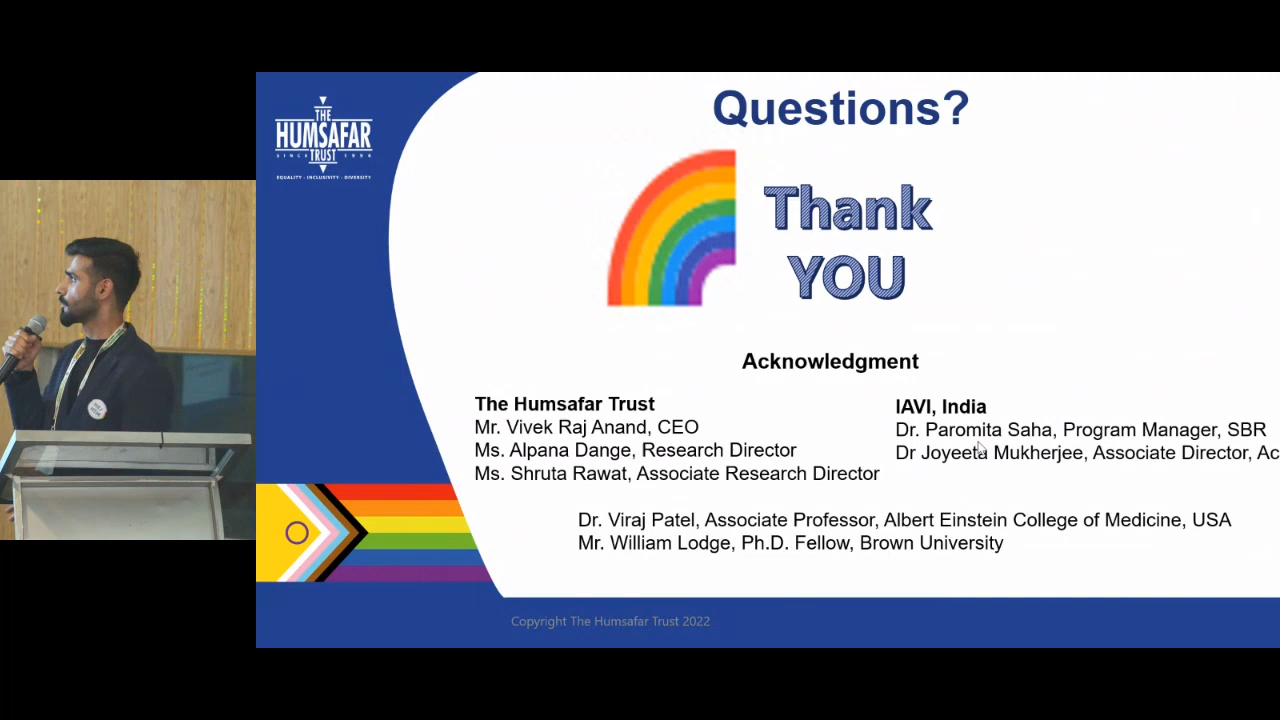 THE
HUMSAFAR
TRUST
SINCE 1994
EQUALITY - INCLUSIVITY - DIVERSITY
Questions?
Thank
YOU
Acknowledgment
The Humsafar Trust
Mr. Vivek Raj Anand, CEO
Ms. Alpana Dange, Research Director
Ms. Shruta Rawat, Associate Research Director
IAVI, India
Dr. Paromita Saha, Program Manager, SBR
Dr Joyeeta Mukherjee, Associate Director, Ac
Dr. Viraj Patel, Associate Professor, Albert Einstein College of Medicine, USA
Mr. William Lodge, Ph.D. Fellow, Brown University
Copyright The Humsafar Trust 2022